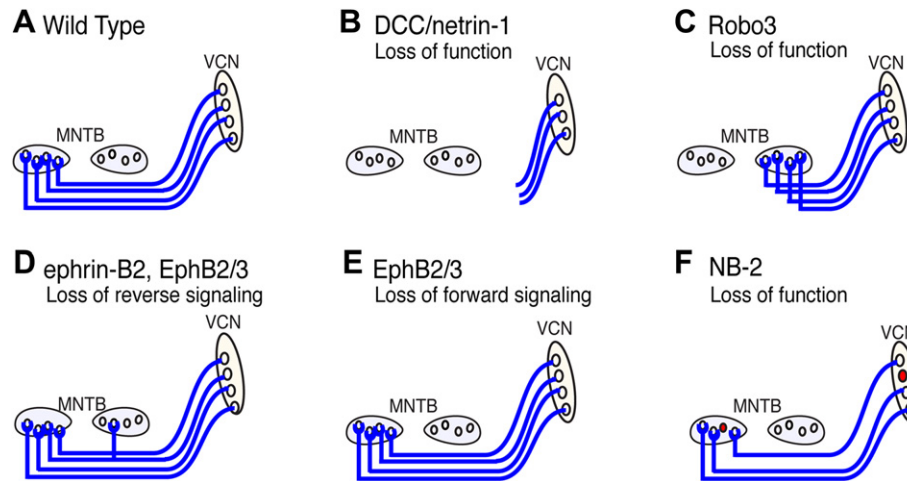 A Wild Type
VCN
MNTB
B DCC/netrin-1
Loss of function
VCN
MNTB
C Robo3
Loss of function
VCN
MNTB
D ephrin-B2, EphB2/3
Loss of reverse signaling
VCN
MNTB
E EphB2/3
Loss of forward signaling
VCN
MNTB
F NB-2
Loss of function
VCN
MNTB